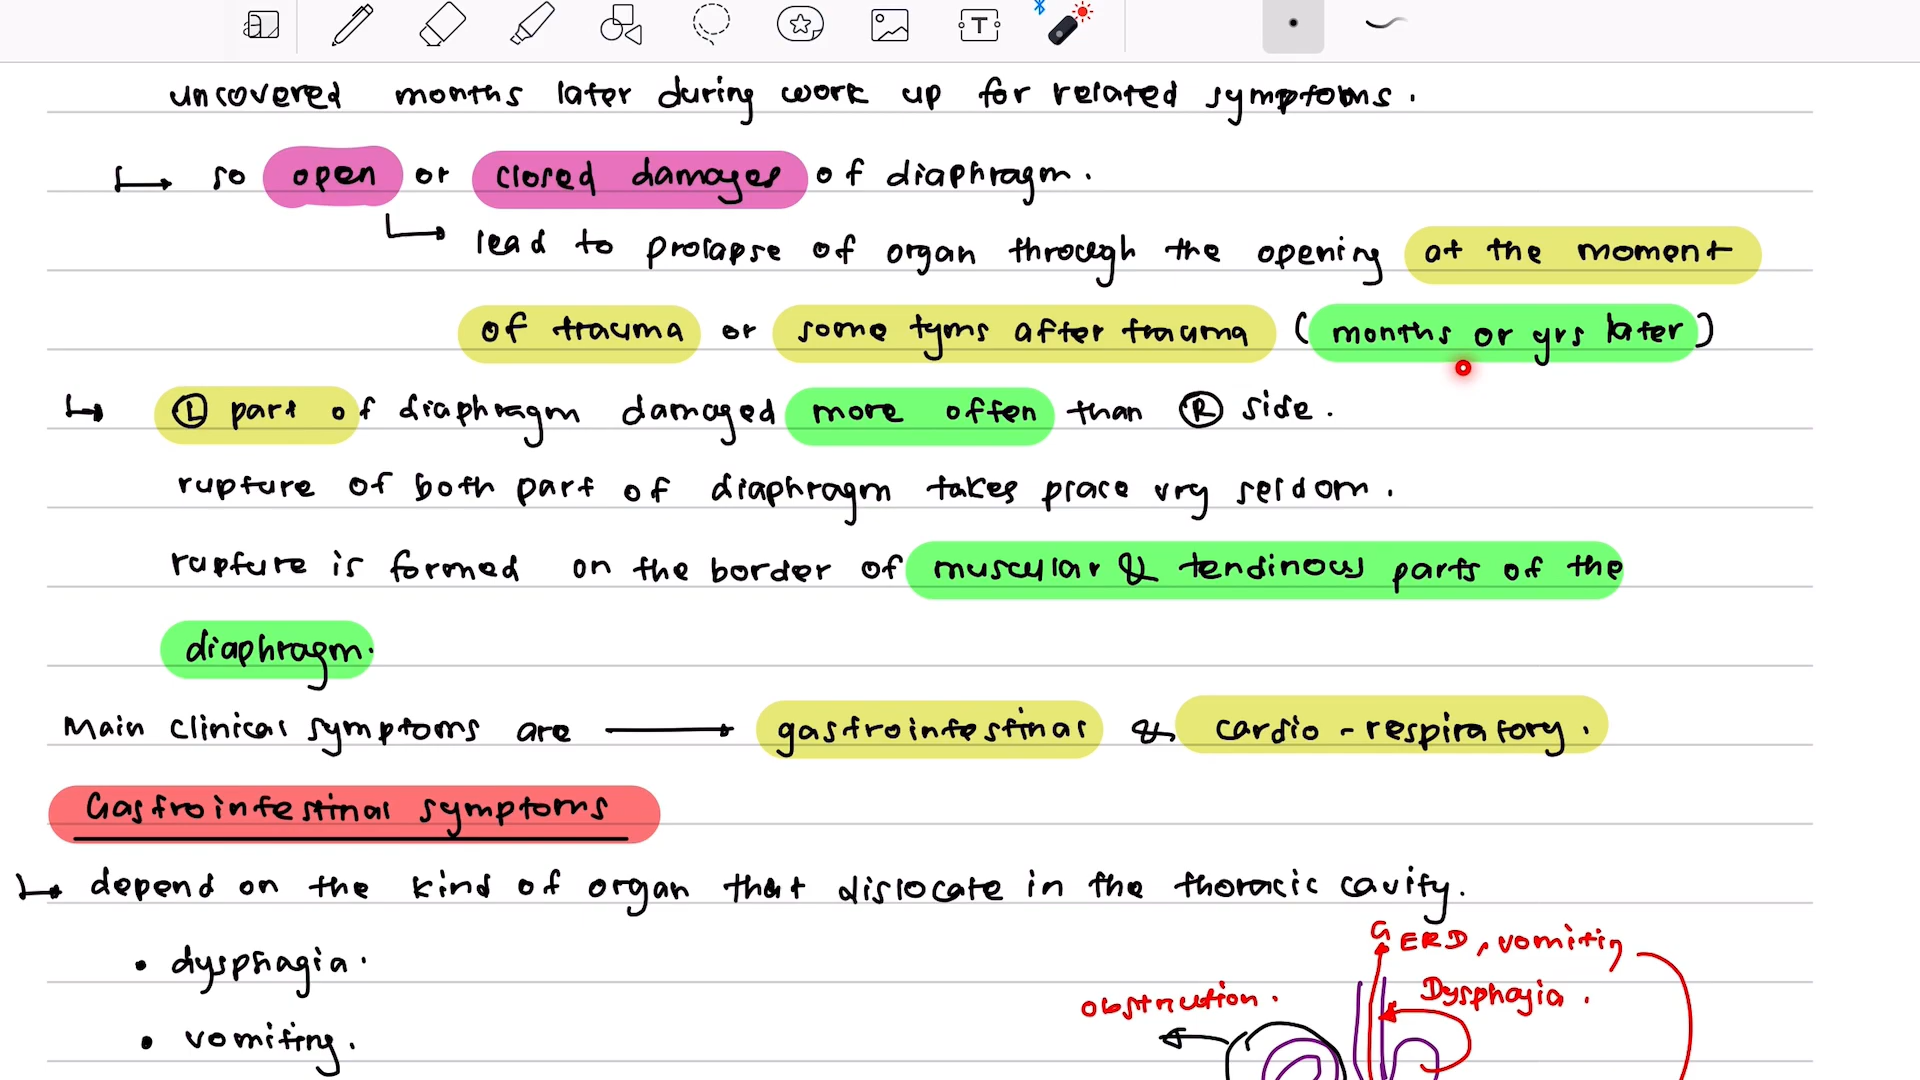 uncovered months later during work up for related symptoms.
↳ so open or closed damages of diaphragm.
↳ lead to prolapse of organ through the opening at the moment
of trauma or some tyms after trauma (months or yrs later)
↳ Ⓛ part of diaphragm damaged more often than Ⓡ side.
rupture of both part of diaphragm takes place vry seldom.
rupture is formed on the border of muscular & tendinous parts of the
diaphragm.
Main clinical symptoms are → gastrointestinal & cardio-respiratory.
Gastrointestinal symptoms
↳ depend on the kind of organ that dislocate in the thoracic cavity.
• dysphagia.
• vomiting.
GERD, vomiting
Dysphagia.
obstruction.